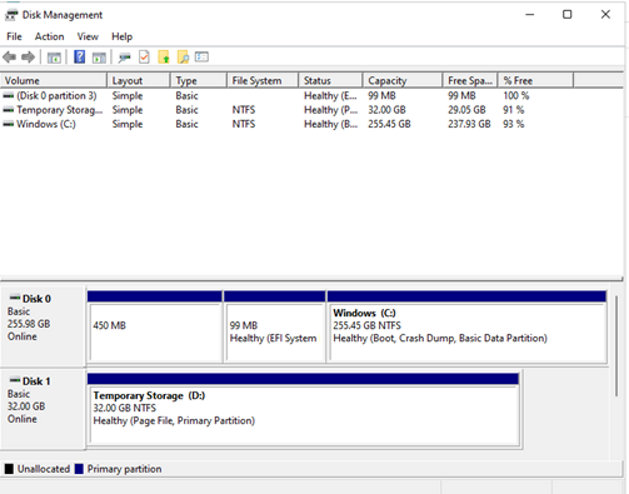 Disk Management
File Action View Help
Volume Layout Type File System Status Capacity Free Spa... % Free
(Disk 0 partition 3) Simple Basic Healthy (E... 99 MB 99 MB 100 %
Temporary Storag... Simple Basic NTFS Healthy (P... 32.00 GB 29.05 GB 91 %
Windows (C:) Simple Basic NTFS Healthy (B... 255.45 GB 237.93 GB 93 %
Disk 0
Basic
255.98 GB
Online
450 MB
99 MB
Healthy (EFI System
Windows (C:)
255.45 GB NTFS
Healthy (Boot, Crash Dump, Basic Data Partition)
Disk 1
Basic
32.00 GB
Online
Temporary Storage (D:)
32.00 GB NTFS
Healthy (Page File, Primary Partition)
Unallocated Primary partition